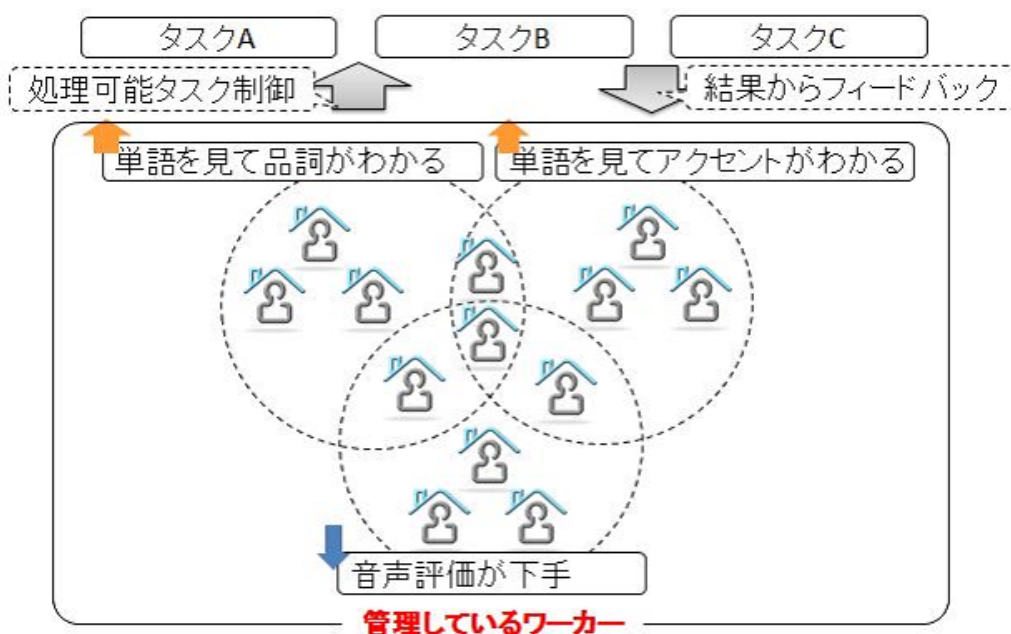 タスクA
タスクB
タスクC
処理可能タスク制御
結果からフィードバック
単語を見て品詞がわかる
単語を見てアクセントがわかる
音声評価が下手
管理しているワーカー